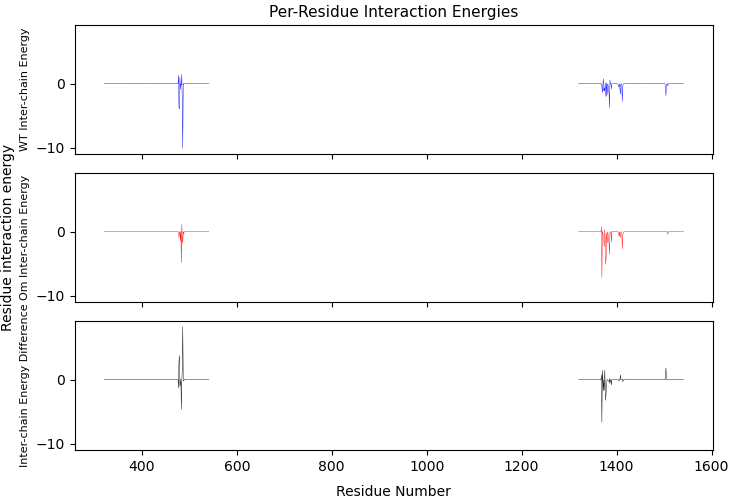 Per-Residue Interaction Energies
Residue interaction energy
WT Inter-chain Energy
0
−10
Om Inter-chain Energy
0
−10
Inter-chain Energy Difference
0
−10
400
600
800
1000
1200
1400
1600
Residue Number